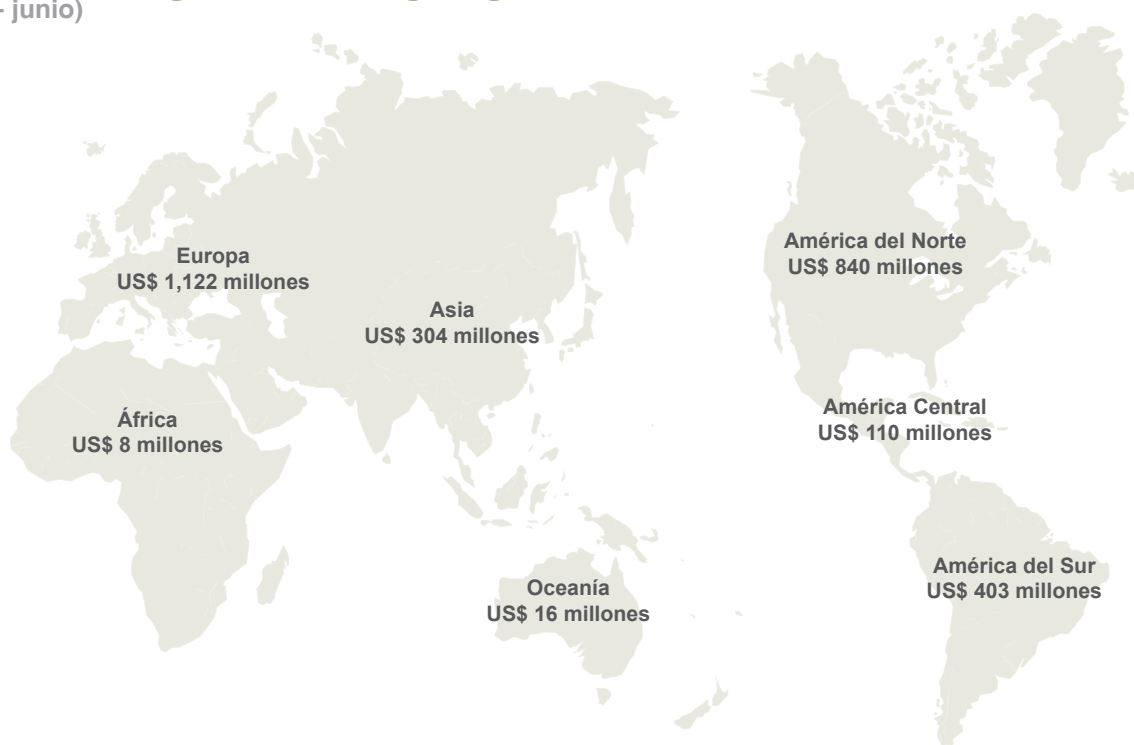 - junio)
Europa
US$ 1,122 millones
Asia
US$ 304 millones
África
US$ 8 millones
Oceanía
US$ 16 millones
América del Norte
US$ 840 millones
América Central
US$ 110 millones
América del Sur
US$ 403 millones